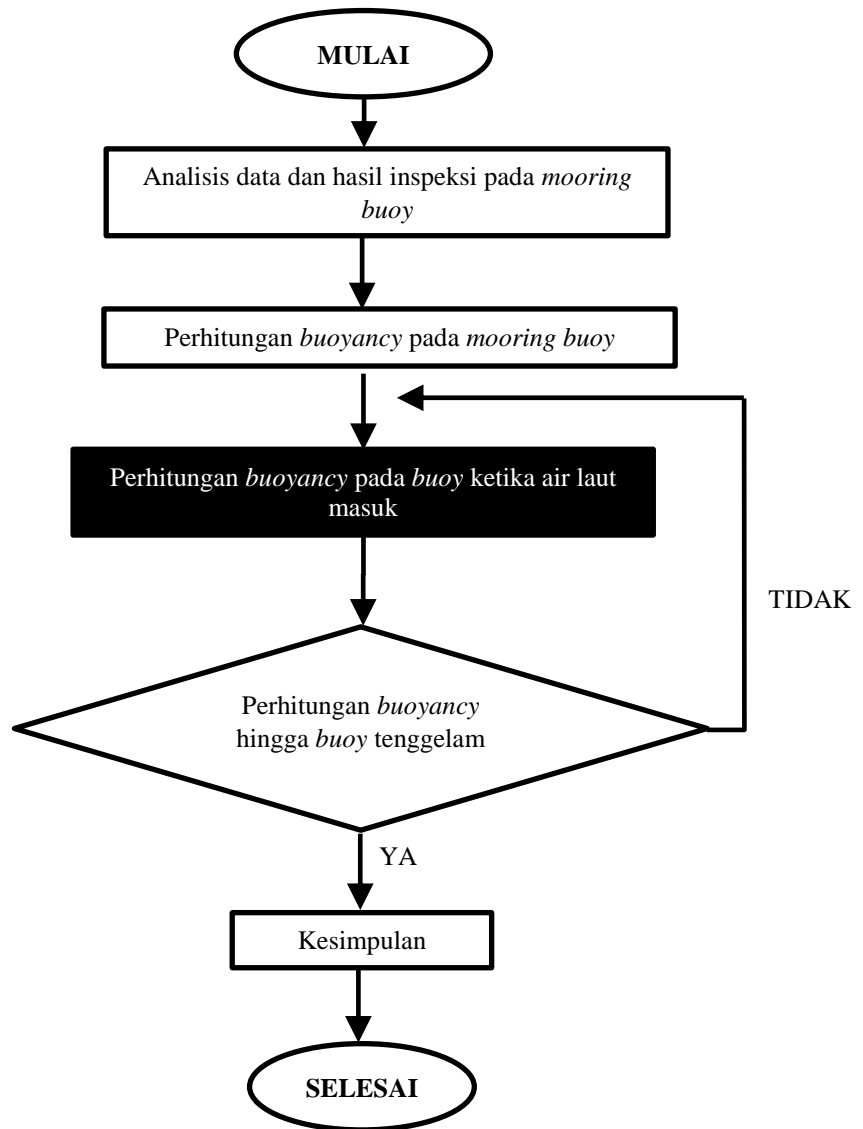 MULAI
Analisis data dan hasil inspeksi pada mooring
buoy
Perhitungan buoyancy pada mooring buoy
Perhitungan buoyancy pada buoy ketika air laut
masuk
TIDAK
Perhitungan buoyancy
hingga buoy tenggelam
YA
Kesimpulan
SELESAI